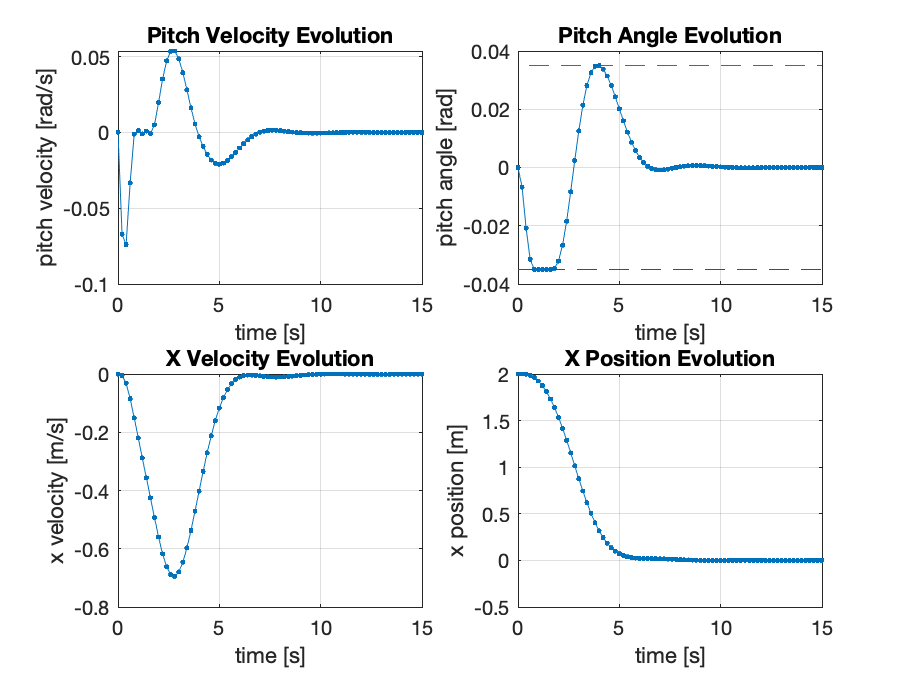 Pitch Velocity Evolution
0.05
0
-0.05
-0.1
pitch velocity [rad/s]
0 5 10 15
time [s]
Pitch Angle Evolution
0.04
0.02
0
-0.02
-0.04
pitch angle [rad]
0 5 10 15
time [s]
X Velocity Evolution
0
-0.2
-0.4
-0.6
-0.8
x velocity [m/s]
0 5 10 15
time [s]
X Position Evolution
2
1.5
1
0.5
0
-0.5
x position [m]
0 5 10 15
time [s]